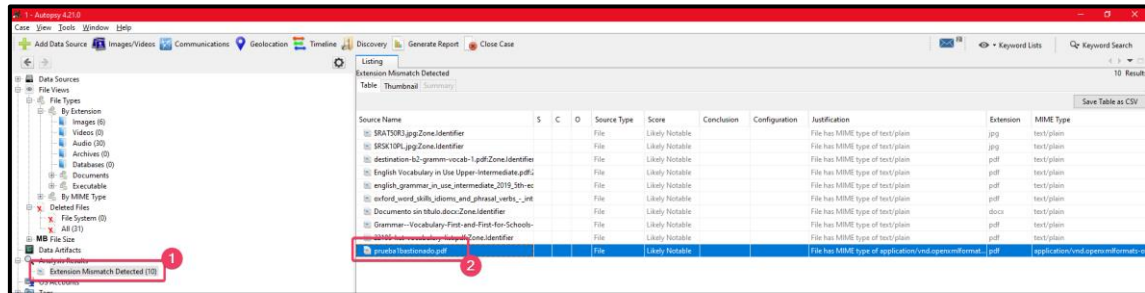 1 - Autopsy 4.21.0
Case View Tools Window Help
Add Data Source Images/Videos Communications Geolocation Timeline Discovery Generate Report Close Case Keyword Lists Keyword Search
Listing
Extension Mismatch Detected 10 Results
Table Thumbnail Summary
Save Table as CSV
Source Name S C O Source Type Score Conclusion Configuration Justification Extension MIME Type
SRAT50R3.jpg:Zone.Identifier File Likely Notable File has MIME type of text/plain jpg text/plain
SRSK10PL.jpg:Zone.Identifier File Likely Notable File has MIME type of text/plain jpg text/plain
destination-b2-gramm-vocab-1.pdf:Zone.Identifier File Likely Notable File has MIME type of text/plain pdf text/plain
English Vocabulary in Use Upper-Intermediate.pdf:Z File Likely Notable File has MIME type of text/plain pdf text/plain
english_grammar_in_use_intermediate_2019_5th-ec File Likely Notable File has MIME type of text/plain pdf text/plain
oxford_word_skills_idioms_and_phrasal_verbs_-_int File Likely Notable File has MIME type of text/plain pdf text/plain
Documento sin título.docx:Zone.Identifier File Likely Notable File has MIME type of text/plain docx text/plain
Grammar--Vocabulary-First-and-First-for-Schools- File Likely Notable File has MIME type of text/plain pdf text/plain
File Likely Notable File has MIME type of text/plain pdf text/plain
prueba1bastionado.pdf File Likely Notable File has MIME type of application/vnd.openxmlformat... pdf application/vnd.openxmlformats-o
Data Sources
File Views
File Types
By Extension
Images (6)
Videos (0)
Audio (30)
Archives (0)
Databases (0)
Documents
Executable
By MIME Type
Deleted Files
File System (0)
All (31)
MB File Size
Data Artifacts
Analysis Results
Extension Mismatch Detected (10)
OS Accounts
Tags
1
2